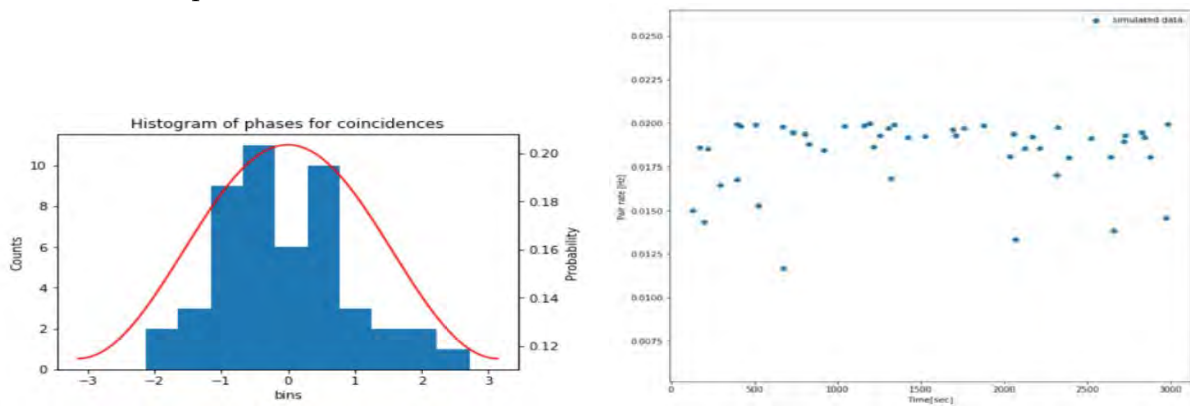 Histogram of phases for coincidences
Counts
10
8
6
4
2
0
−3 −2 −1 0 1 2 3
bins
0.20
0.18
0.16
0.14
0.12
Probability
simulated data
Pair rate [Hz]
0.0250
0.0225
0.0200
0.0175
0.0150
0.0125
0.0100
0.0075
0 500 1000 1500 2000 2500 3000
Time[sec]